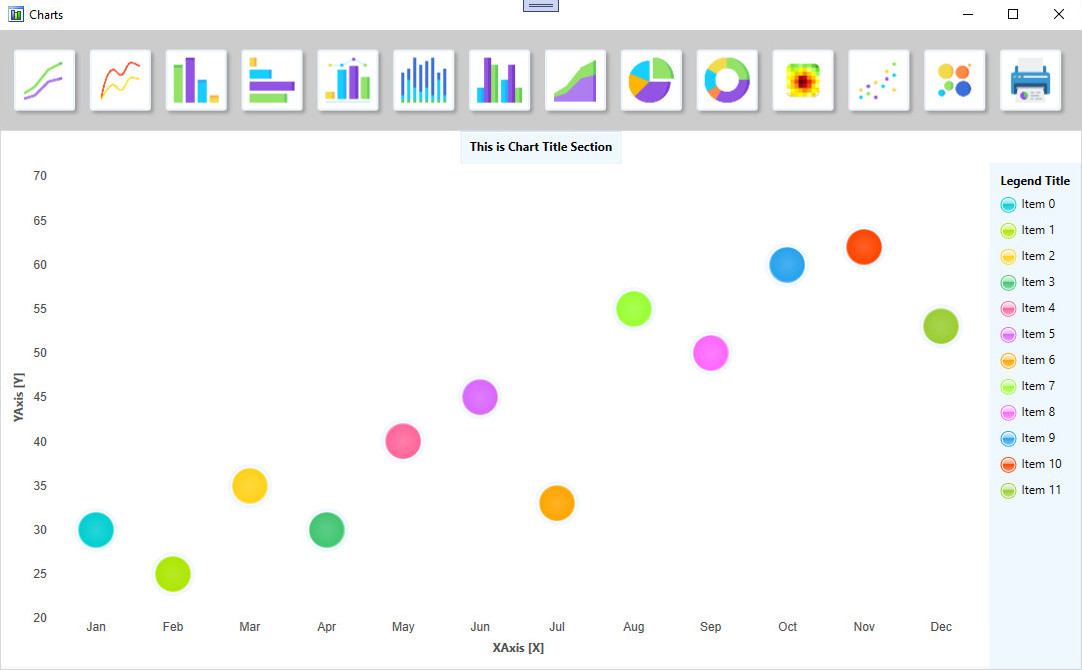 Charts
This is Chart Title Section
70
65
60
55
50
45
40
35
30
25
20
YAxis [Y]
Jan Feb Mar Apr May Jun Jul Aug Sep Oct Nov Dec
XAxis [X]
Legend Title
Item 0
Item 1
Item 2
Item 3
Item 4
Item 5
Item 6
Item 7
Item 8
Item 9
Item 10
Item 11